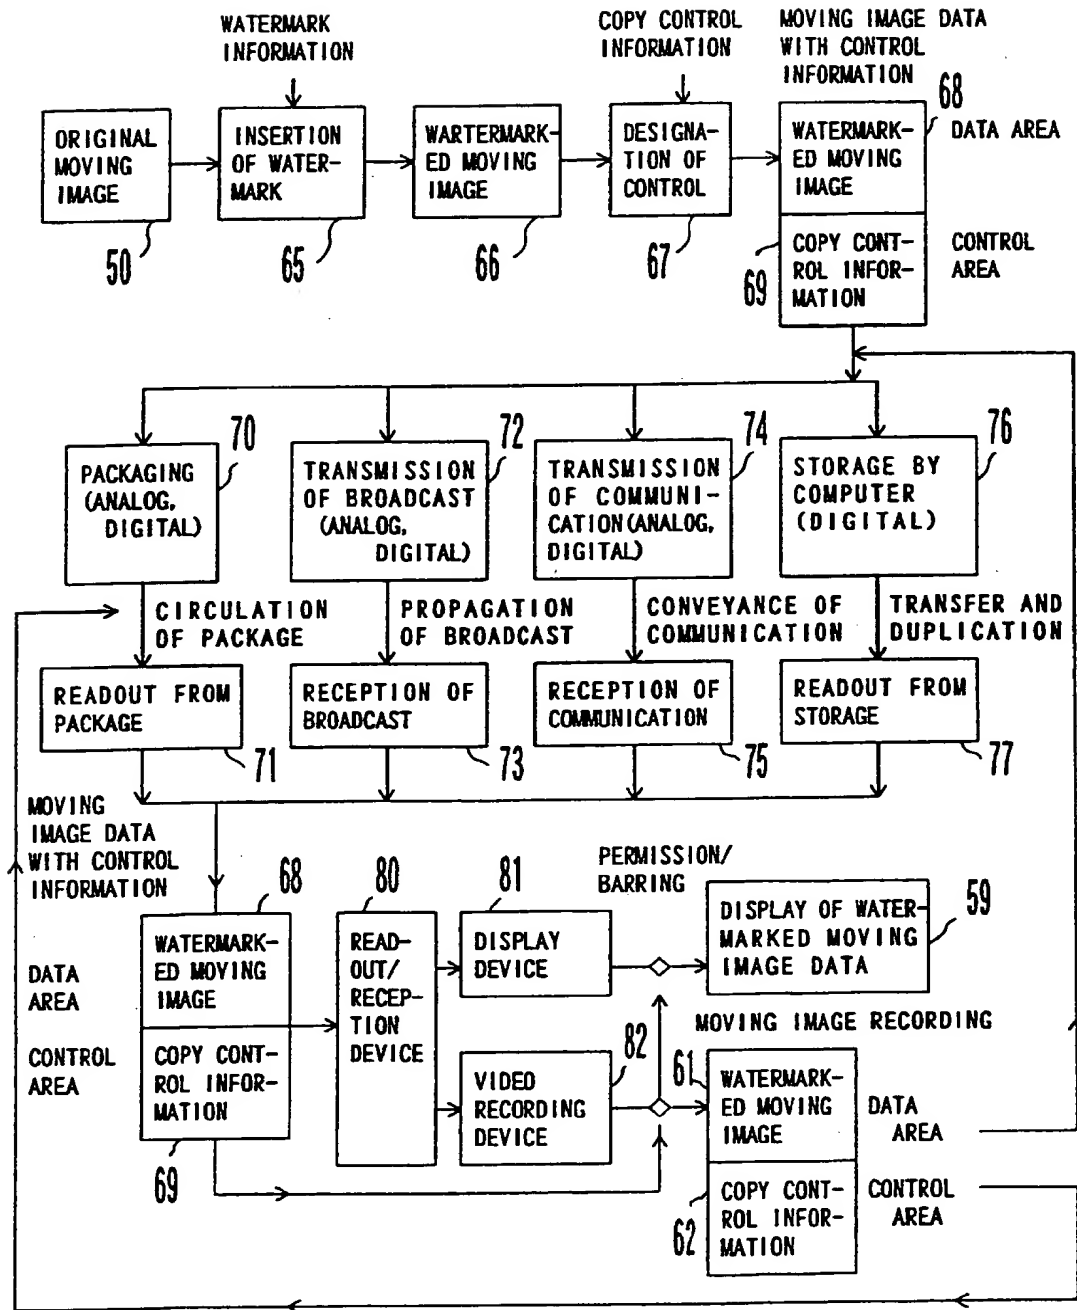 WATERMARK
INFORMATION
COPY CONTROL
INFORMATION
MOVING IMAGE DATA
WITH CONTROL
INFORMATION
68
ORIGINAL
MOVING
IMAGE
50
INSERTION
OF WATER-
MARK
65
WARTERMARK-
ED MOVING
IMAGE
66
DESIGNA-
TION OF
CONTROL
67
WATERMARK-
ED MOVING
IMAGE
DATA AREA
COPY CONT-
ROL INFOR-
MATION
69
CONTROL
AREA
70
PACKAGING
(ANALOG,
DIGITAL)
72
TRANSMISSION
OF BROADCAST
(ANALOG,
DIGITAL)
74
TRANSMISSION
OF COMMUNI-
CATION(ANALOG,
DIGITAL)
76
STORAGE BY
COMPUTER
(DIGITAL)
CIRCULATION
OF PACKAGE
PROPAGATION
OF BROADCAST
CONVEYANCE OF
COMMUNICATION
TRANSFER AND
DUPLICATION
READOUT FROM
PACKAGE
71
RECEPTION OF
BROADCAST
73
RECEPTION OF
COMMUNICATION
75
READOUT FROM
STORAGE
77
MOVING
IMAGE DATA
WITH CONTROL
INFORMATION
68
WATERMARK-
ED MOVING
IMAGE
DATA
AREA
COPY CONT-
ROL INFOR-
MATION
CONTROL
AREA
69
80
READ-
OUT/
RECEP-
TION
DEVICE
81
DISPLAY
DEVICE
PERMISSION/
BARRING
DISPLAY OF WATER-
MARKED MOVING
IMAGE DATA
59
82
VIDEO
RECORDING
DEVICE
MOVING IMAGE RECORDING
61
WATERMARK-
ED MOVING
IMAGE
DATA
AREA
COPY CONT-
ROL INFOR-
MATION
62
CONTROL
AREA